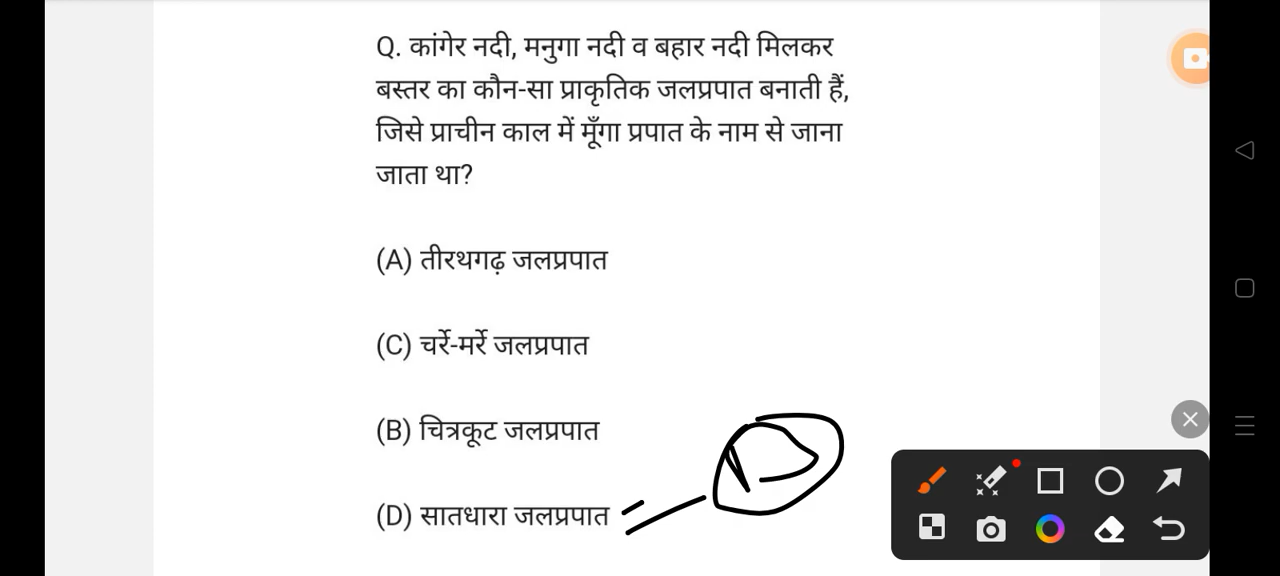 Q. कांगेर नदी, मनुगा नदी व बहार नदी मिलकर
बस्तर का कौन-सा प्राकृतिक जलप्रपात बनाती हैं,
जिसे प्राचीन काल में मूँगा प्रपात के नाम से जाना
जाता था?
(A) तीरथगढ़ जलप्रपात
(C) चर्रे-मर्रे जलप्रपात
(B) चित्रकूट जलप्रपात
(D) सातधारा जलप्रपात
D